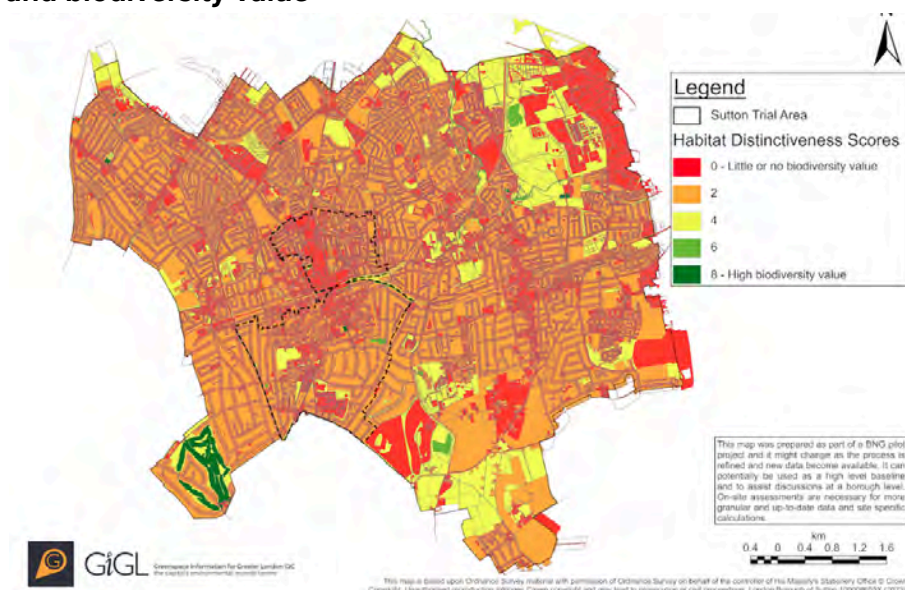 and biodiversity value
N
Legend
Sutton Trial Area
Habitat Distinctiveness Scores
0 - Little or no biodiversity value
2
4
6
8 - High biodiversity value
This map was prepared as part of a BNG pilot
project and it might change as the process is
refined and new data become available. It can
potentially be used as a high level baseline
and to assist discussions at a borough level.
On-site assessments are necessary for more
granular and up-to-date data and site specific
calculations.
km
0.4 0 0.4 0.8 1.2 1.6
GiGL
Greenspace Information for Greater London CIC
the capital's environmental records centre
This map is based upon Ordnance Survey material with permission of Ordnance Survey on behalf of the controller of His Majesty's Stationery Office © Crown